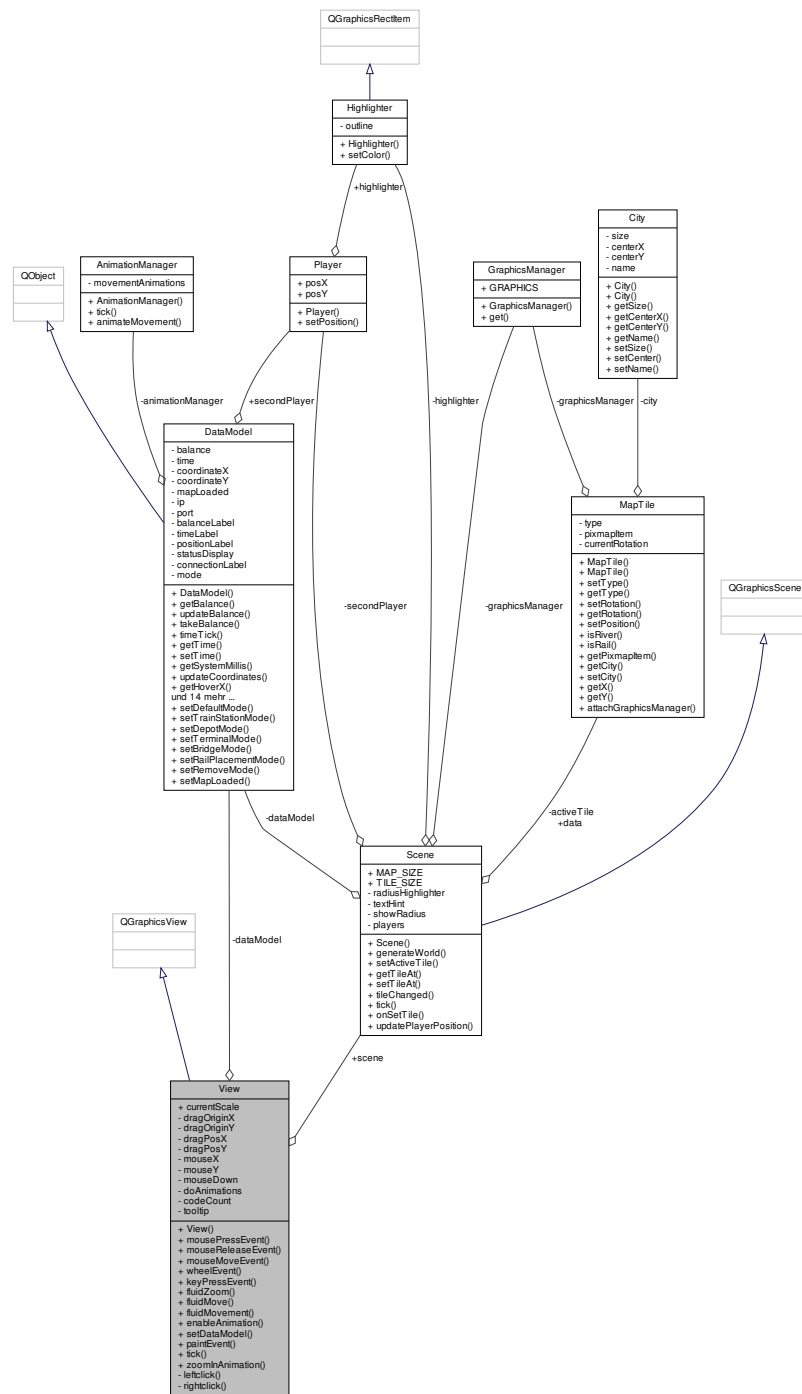 QGraphicsRectItem
Highlighter
- outline
+ Highlighter()
+ setColor()
+highlighter
City
- size
- centerX
- centerY
- name
+ City()
+ City()
+ getSize()
+ getCenterX()
+ getCenterY()
+ getName()
+ setSize()
+ setCenter()
+ setName()
QObject
AnimationManager
- movementAnimations
+ AnimationManager()
+ tick()
+ animateMovement()
Player
+ posX
+ posY
+ Player()
+ setPosition()
GraphicsManager
+ GRAPHICS
+ GraphicsManager()
+ get()
-animationManager
+secondPlayer
-highlighter
-graphicsManager
-city
DataModel
- balance
- time
- coordinateX
- coordinateY
- mapLoaded
- ip
- port
- balanceLabel
- timeLabel
- positionLabel
- statusDisplay
- connectionLabel
- mode
+ DataModel()
+ getBalance()
+ updateBalance()
+ takeBalance()
+ timeTick()
+ getTime()
+ setTime()
+ getSystemMillis()
+ updateCoordinates()
+ getHoverX()
und 14 mehr ...
+ setDefaultMode()
+ setTrainStationMode()
+ setDepotMode()
+ setTerminalMode()
+ setBridgeMode()
+ setRailPlacementMode()
+ setRemoveMode()
+ setMapLoaded()
-secondPlayer
-graphicsManager
MapTile
- type
- pixmapItem
- currentRotation
+ MapTile()
+ MapTile()
+ setType()
+ getType()
+ setRotation()
+ getRotation()
+ setPosition()
+ isRiver()
+ isRail()
+ getPixmapItem()
+ getCity()
+ setCity()
+ getX()
+ getY()
+ attachGraphicsManager()
QGraphicsScene
-dataModel
-activeTile
+data
Scene
+ MAP_SIZE
+ TILE_SIZE
- radiusHighlighter
- textHint
- showRadius
- players
+ Scene()
+ generateWorld()
+ setActiveTile()
+ getTileAt()
+ setTileAt()
+ tileChanged()
+ tick()
+ onSetTile()
+ updatePlayerPosition()
QGraphicsView
-dataModel
+scene
View
+ currentScale
- dragOriginX
- dragOriginY
- dragPosX
- dragPosY
- mouseX
- mouseY
- mouseDown
- doAnimations
- codeCount
- tooltip
+ View()
+ mousePressEvent()
+ mouseReleaseEvent()
+ mouseMoveEvent()
+ wheelEvent()
+ keyPressEvent()
+ fluidZoom()
+ fluidMove()
+ fluidMovement()
+ enableAnimation()
+ setDataModel()
+ paintEvent()
+ tick()
+ zoomInAnimation()
- leftclick()
- rightclick()